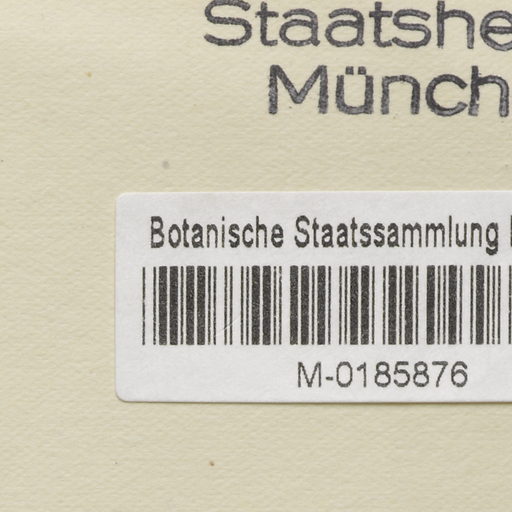 Staatshe
Münch
Botanische Staatssammlung
M-0185876